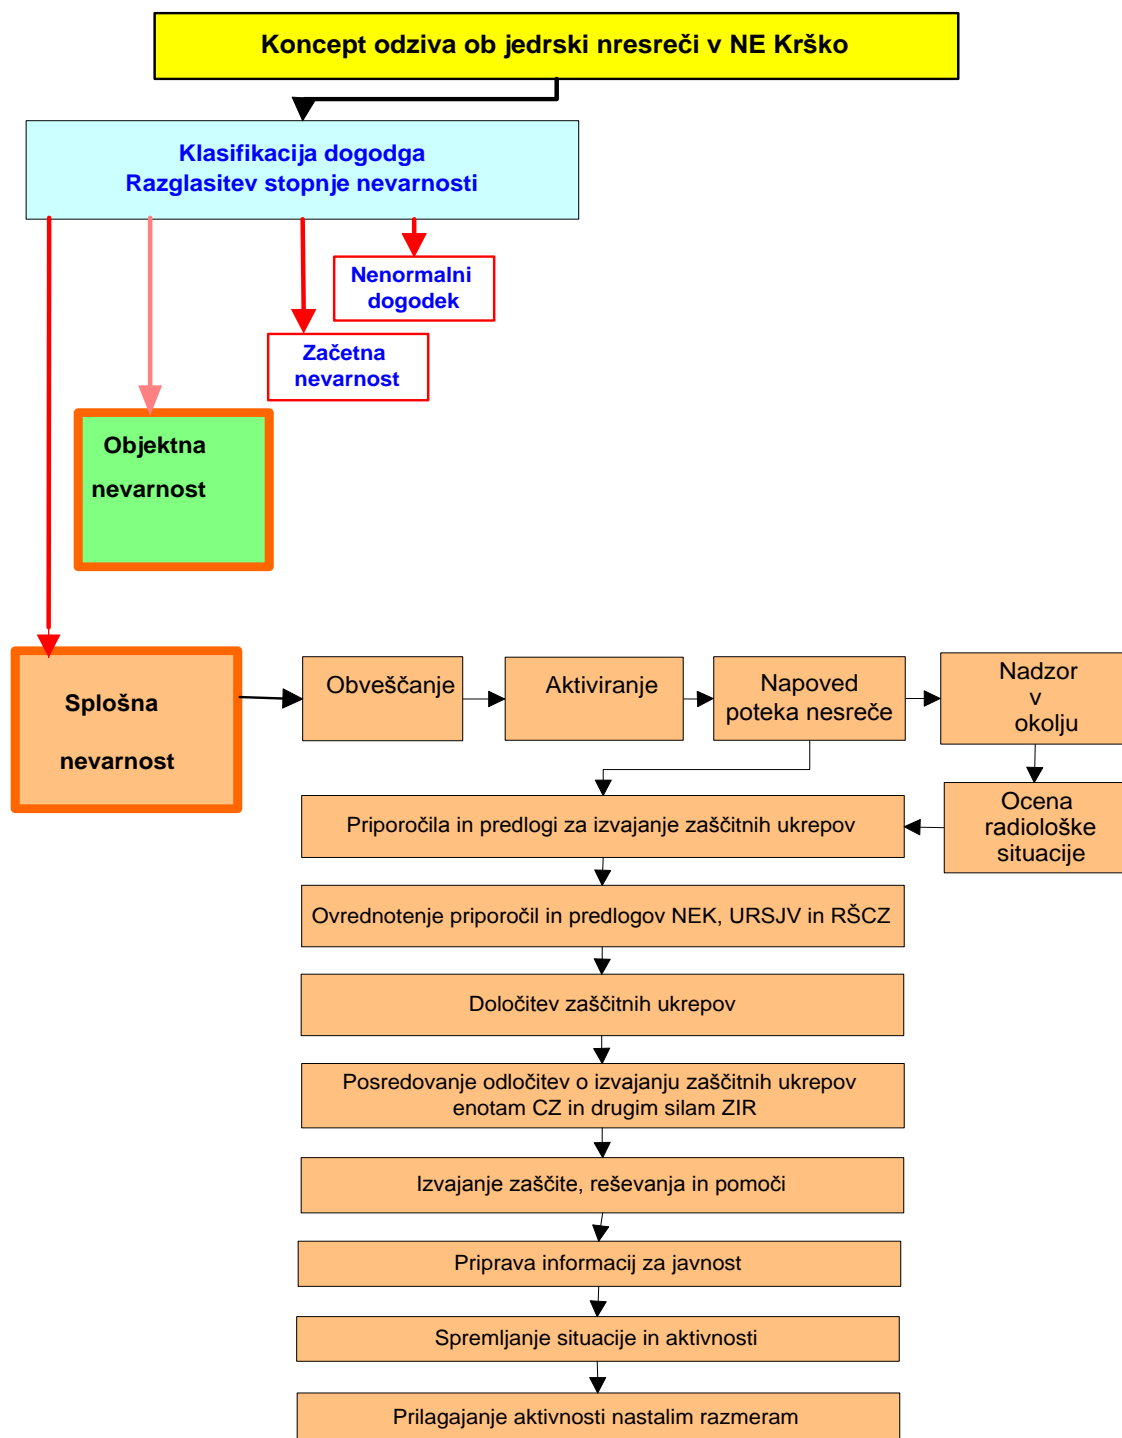 Koncept odziva ob jedrski nresreči v NE Krško
Klasifikacija dogodga
Razglasitev stopnje nevarnosti
Nenormalni
dogodek
Začetna
nevarnost
Objektna
nevarnost
Splošna
nevarnost
Obveščanje
Aktiviranje
Napoved
poteka nesreče
Nadzor
v
okolju
Ocena
radiološke
situacije
Priporočila in predlogi za izvajanje zaščitnih ukrepov
Ovrednotenje priporočil in predlogov NEK, URSJV in RŠCZ
Določitev zaščitnih ukrepov
Posredovanje odločitev o izvajanju zaščitnih ukrepov
enotam CZ in drugim silam ZIR
Izvajanje zaščite, reševanja in pomoči
Priprava informacij za javnost
Spremljanje situacije in aktivnosti
Prilagajanje aktivnosti nastalim razmeram